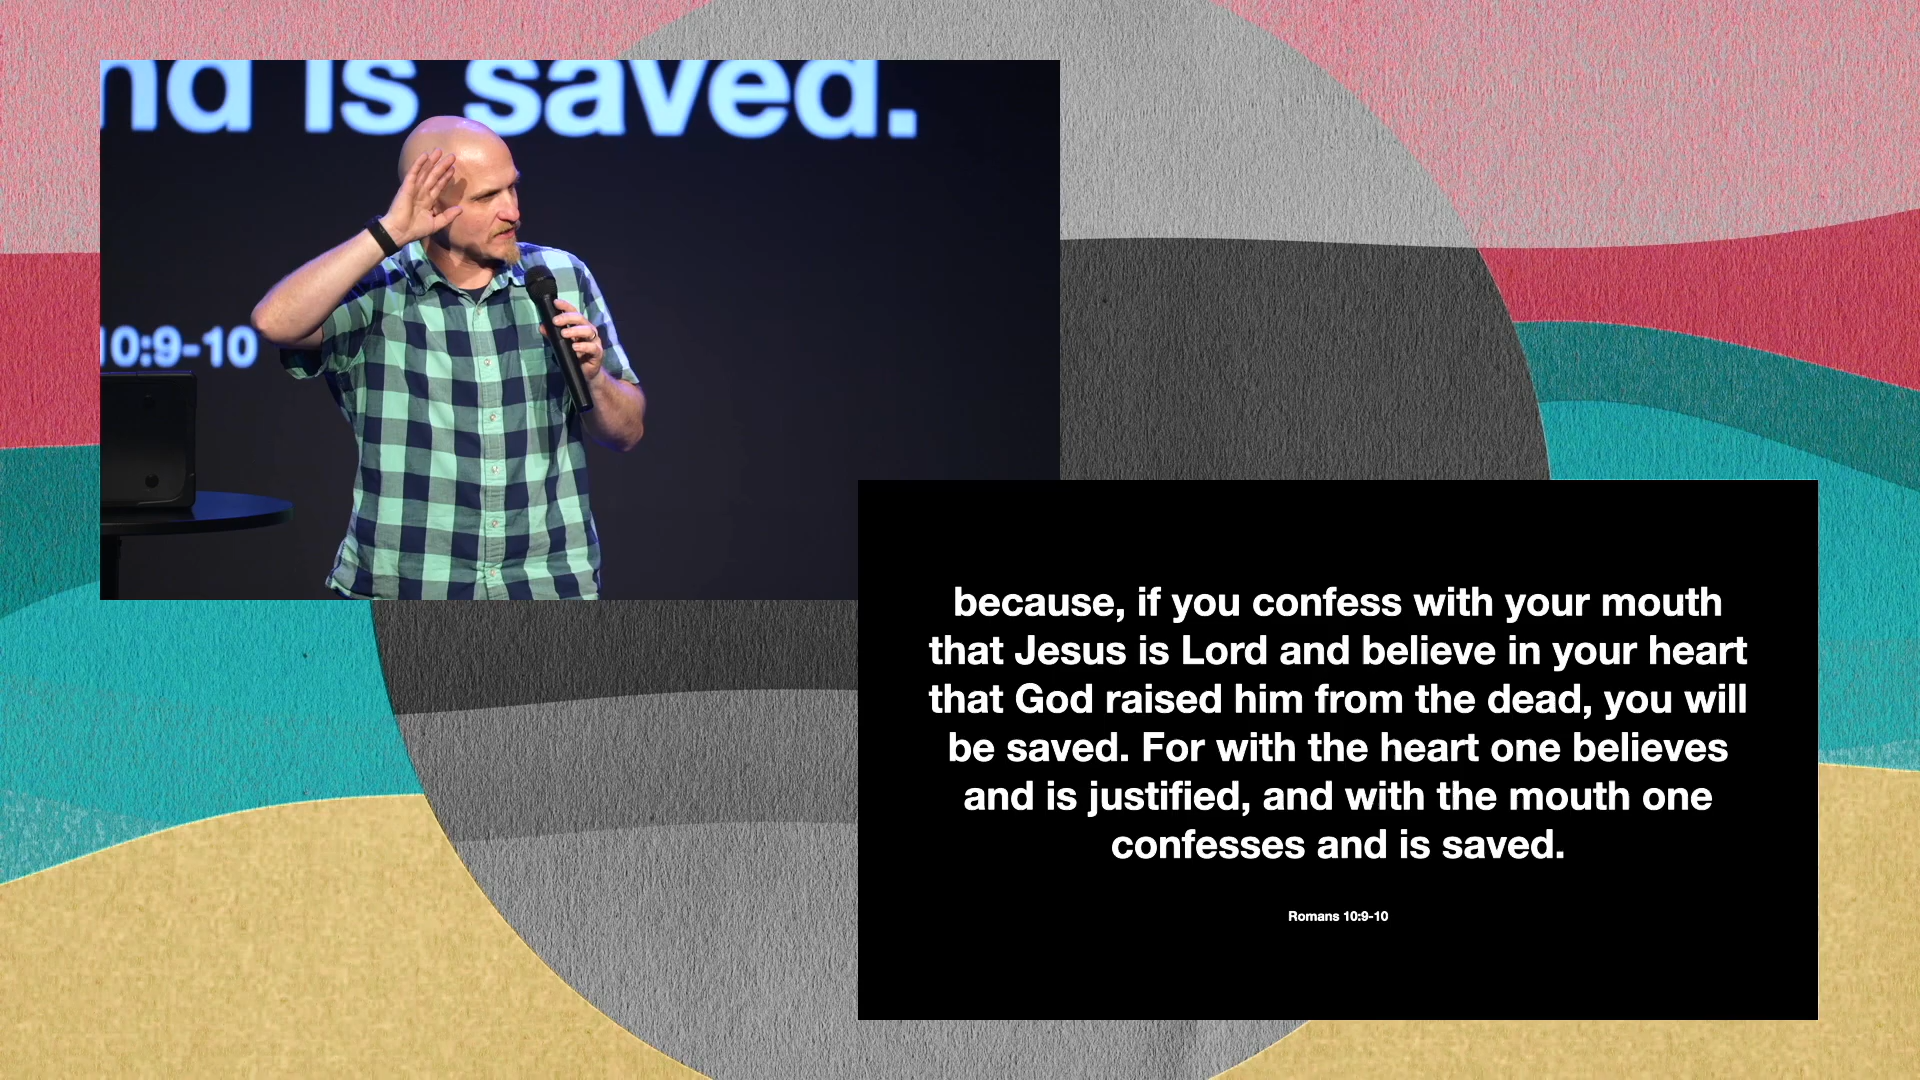 nd is saved.
10:9-10
because, if you confess with your mouth
that Jesus is Lord and believe in your heart
that God raised him from the dead, you will
be saved. For with the heart one believes
and is justified, and with the mouth one
confesses and is saved.
Romans 10:9-10